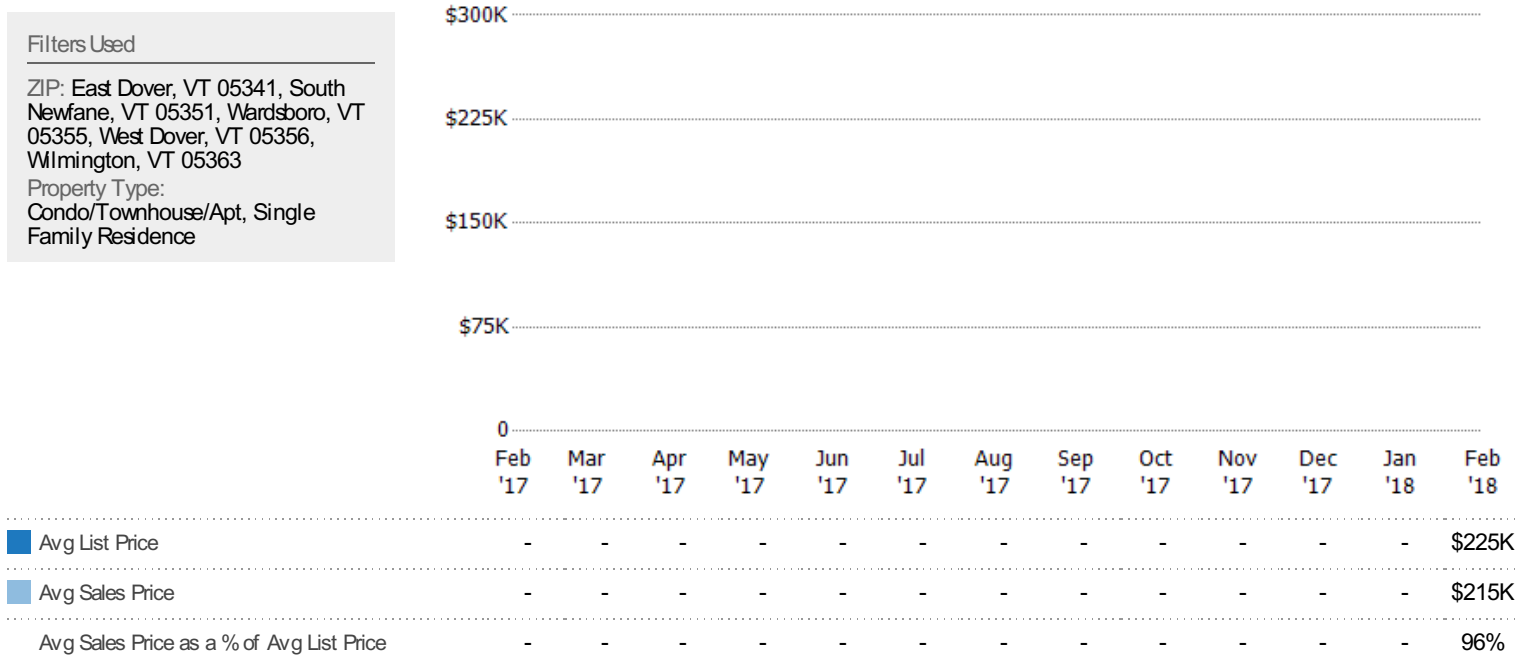 Filters Used
ZIP: East Dover, VT 05341, South
Newfane, VT 05351, Wardsboro, VT
05355, West Dover, VT 05356,
Wilmington, VT 05363
Property Type:
Condo/Townhouse/Apt, Single
Family Residence
$300K
$225K
$150K
$75K
0
Feb '17 Mar '17 Apr '17 May '17 Jun '17 Jul '17 Aug '17 Sep '17 Oct '17 Nov '17 Dec '17 Jan '18 Feb '18
Avg List Price - - - - - - - - - - - - $225K
Avg Sales Price - - - - - - - - - - - - $215K
Avg Sales Price as a % of Avg List Price - - - - - - - - - - - - 96%